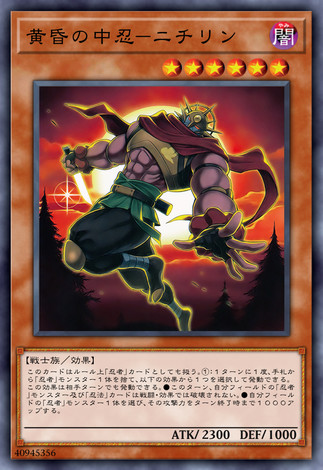 黄昏の中忍－ニチリン
闇
やみ
【戦士族／効果】
このカードはルール上「忍者」カードとしても扱う。①：１ターンに１度、手札か
ら「忍者」モンスター１体を捨て、以下の効果から１つを選択して発動できる。
この効果は相手ターンでも発動できる。●このターン、自分フィールドの「忍者」
モンスター及び「忍法」カードは戦闘・効果では破壊されない。●自分フィール
ドの「忍者」モンスター１体を選び、その攻撃力をターン終了時まで１０００ア
ップする。
ATK/ 2300 DEF/1000
40945356